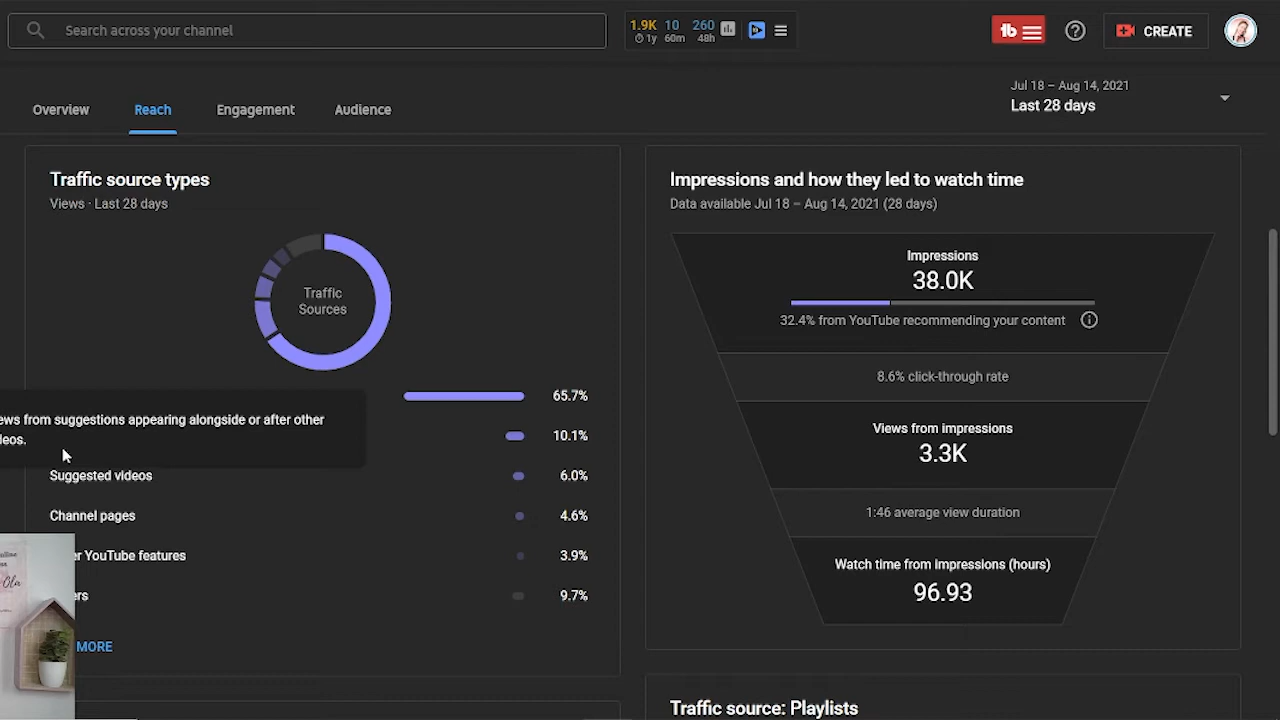 Search across your channel
1.9K 10 260
1y 60m 48h
tb
CREATE
Overview Reach Engagement Audience
Jul 18 – Aug 14, 2021
Last 28 days
Traffic source types
Views · Last 28 days
Traffic
Sources
65.7%
ews from suggestions appearing alongside or after other
deos.
10.1%
Suggested videos 6.0%
Channel pages 4.6%
er YouTube features 3.9%
ers 9.7%
MORE
Impressions and how they led to watch time
Data available Jul 18 – Aug 14, 2021 (28 days)
Impressions
38.0K
32.4% from YouTube recommending your content
8.6% click-through rate
Views from impressions
3.3K
1:46 average view duration
Watch time from impressions (hours)
96.93
Traffic source: Playlists
Ola